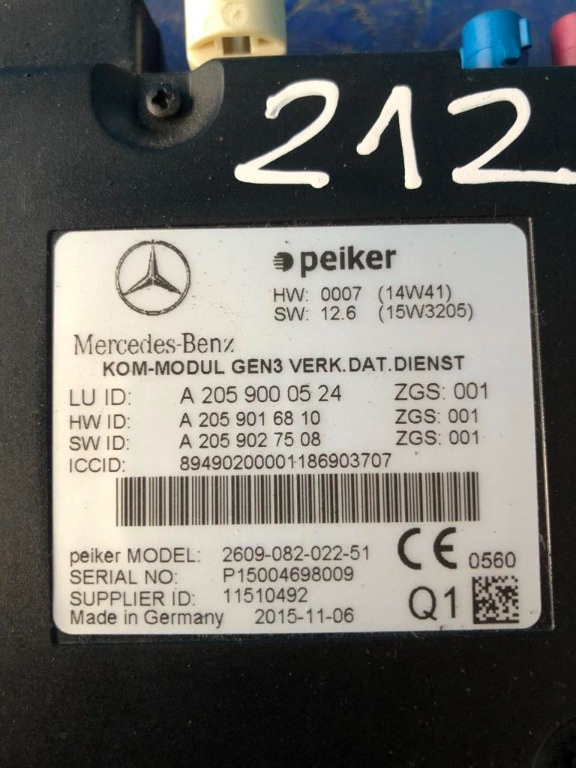 212
peiker
HW: 0007 (14W41)
SW: 12.6 (15W3205)
Mercedes-Benz
KOM-MODUL GEN3 VERK.DAT.DIENST
LU ID: A 205 900 05 24 ZGS: 001
HW ID: A 205 901 68 10 ZGS: 001
SW ID: A 205 902 75 08 ZGS: 001
ICCID: 89490200001186903707
peiker MODEL: 2609-082-022-51
CE 0560
SERIAL NO: P15004698009
SUPPLIER ID: 11510492
Made in Germany 2015-11-06
Q1